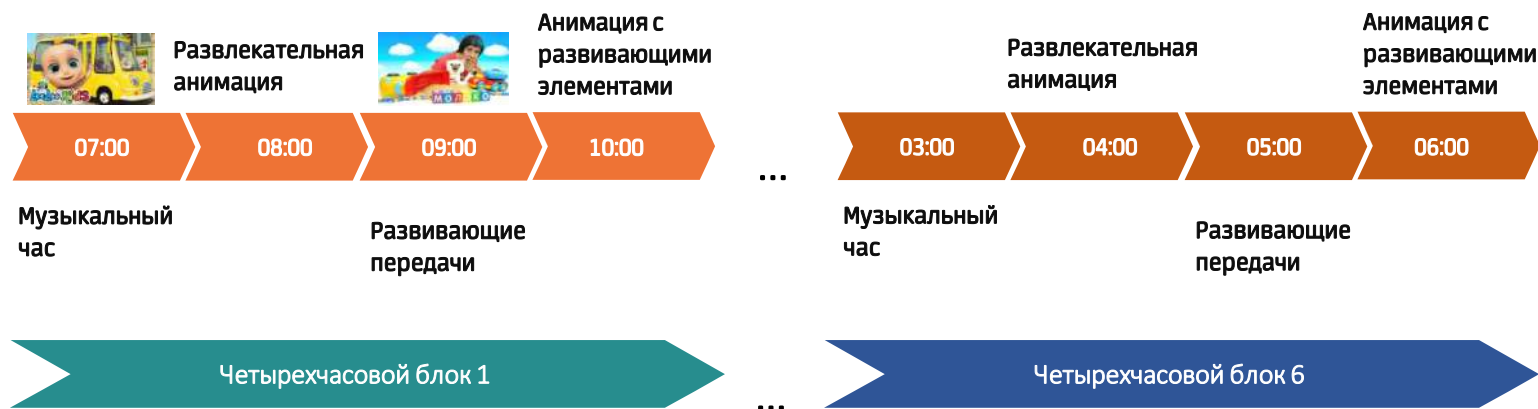 Развлекательная
анимация
Анимация с
развивающими
элементами
Развлекательная
анимация
Анимация с
развивающими
элементами
МОЛОКО
07:00
08:00
09:00
10:00
...
03:00
04:00
05:00
06:00
Музыкальный
час
Развивающие
передачи
Музыкальный
час
Развивающие
передачи
Четырехчасовой блок 1
...
Четырехчасовой блок 6